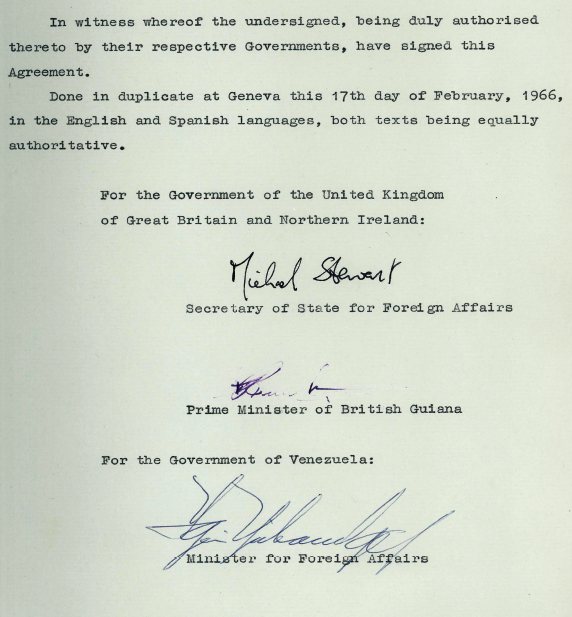 In witness whereof the undersigned, being duly authorised
thereto by their respective Governments, have signed this
Agreement.
Done in duplicate at Geneva this 17th day of February, 1966,
in the English and Spanish languages, both texts being equally
authoritative.
For the Government of the United Kingdom
of Great Britain and Northern Ireland:
Michael Stewart
Secretary of State for Foreign Affairs
Prime Minister of British Guiana
For the Government of Venezuela:
Minister for Foreign Affairs